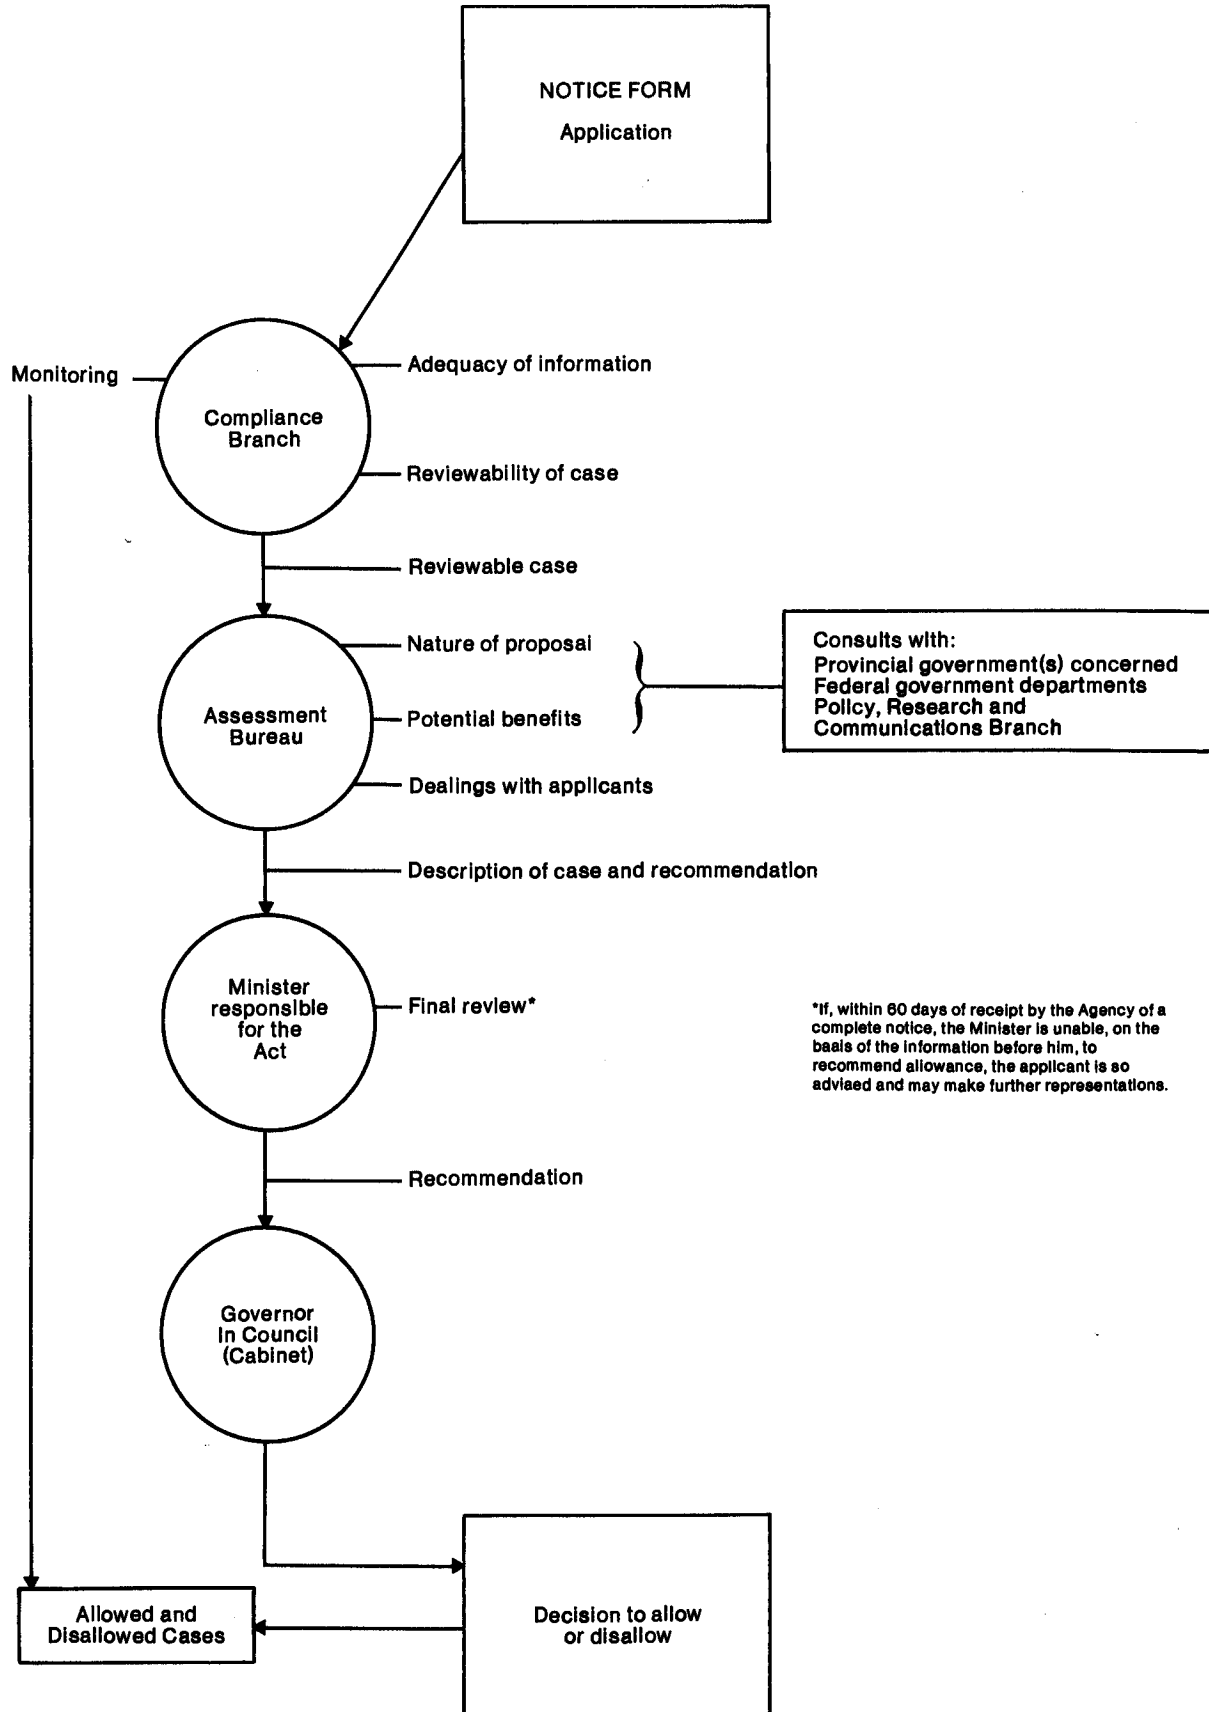 NOTICE FORM
Application
Adequacy of information
Monitoring
Compliance
Branch
Reviewability of case
Reviewable case
Nature of proposal
Assessment
Bureau
Potential benefits
Dealings with applicants
Consults with:
Provincial government(s) concerned
Federal government departments
Policy, Research and
Communications Branch
Description of case and recommendation
Minister
responsible
for the
Act
Final review*
*If, within 60 days of receipt by the Agency of a
complete notice, the Minister is unable, on the
basis of the information before him, to
recommend allowance, the applicant is so
advised and may make further representations.
Recommendation
Governor
In Council
(Cabinet)
Decision to allow
or disallow
Allowed and
Disallowed Cases